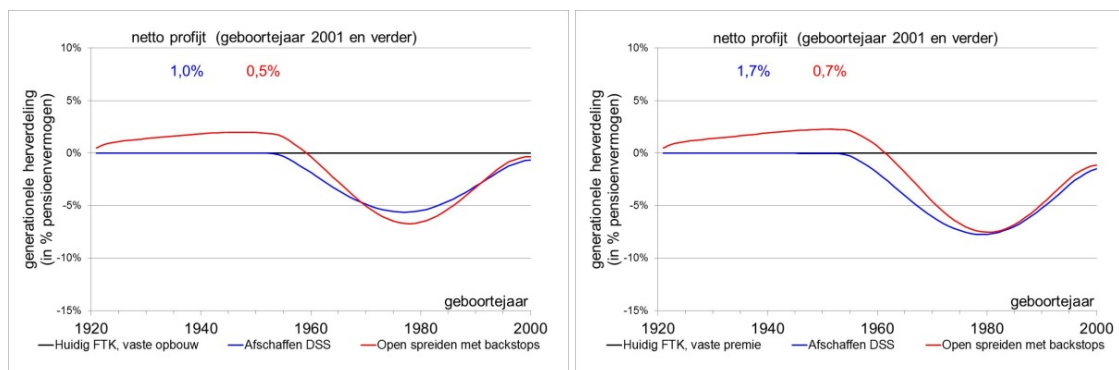 netto profijt (geboortejaar 2001 en verder)
1,0% 0,5%
generationele herverdeling
(in % pensioenvermogen)
10%
5%
0%
-5%
-10%
-15%
geboortejaar
1920 1940 1960 1980 2000
Huidig FTK, vaste opbouw Afschaffen DSS Open spreiden met backstops
netto profijt (geboortejaar 2001 en verder)
1,7% 0,7%
generationele herverdeling
(in % pensioenvermogen)
10%
5%
0%
-5%
-10%
-15%
geboortejaar
1920 1940 1960 1980 2000
Huidig FTK, vaste premie Afschaffen DSS Open spreiden met backstops